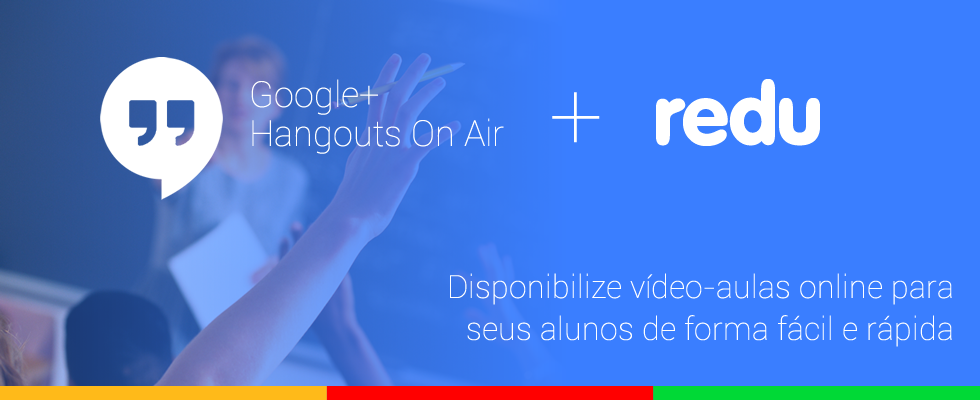 Google+
Hangouts On Air
+
redu
Disponibilize vídeo-aulas online para
seus alunos de forma fácil e rápida